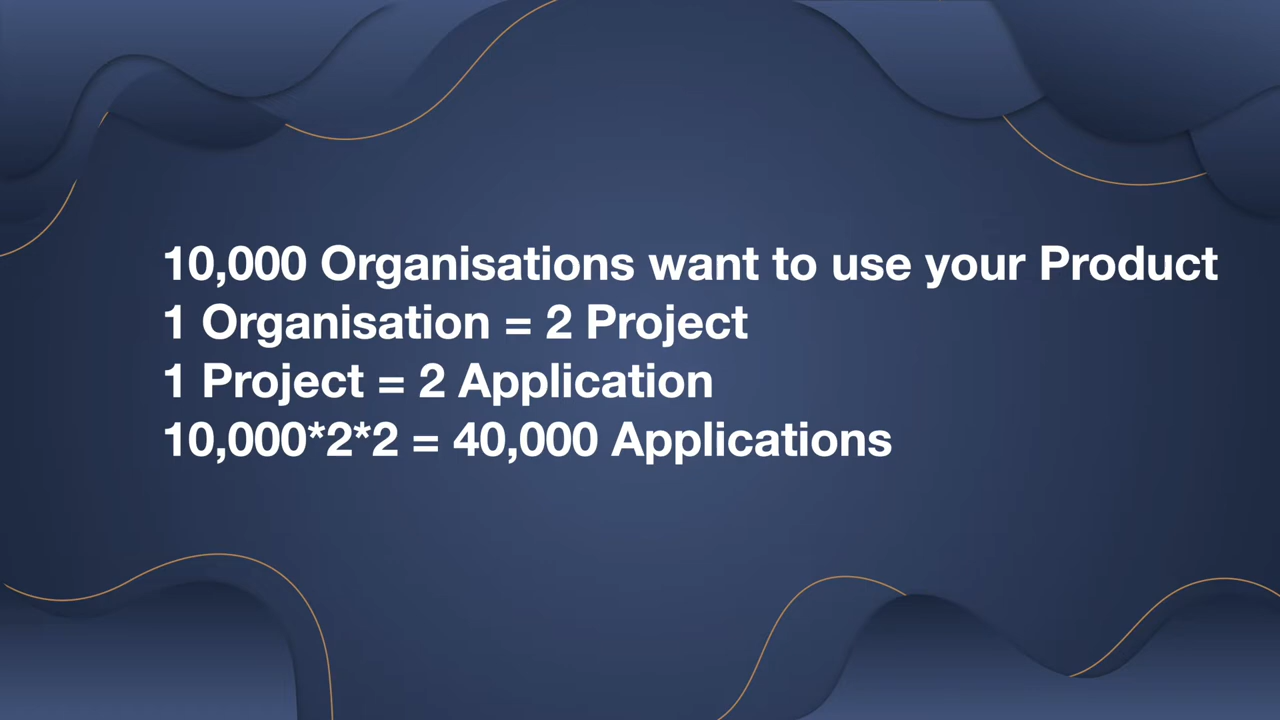 10,000 Organisations want to use your Product
1 Organisation = 2 Project
1 Project = 2 Application
10,000*2*2 = 40,000 Applications